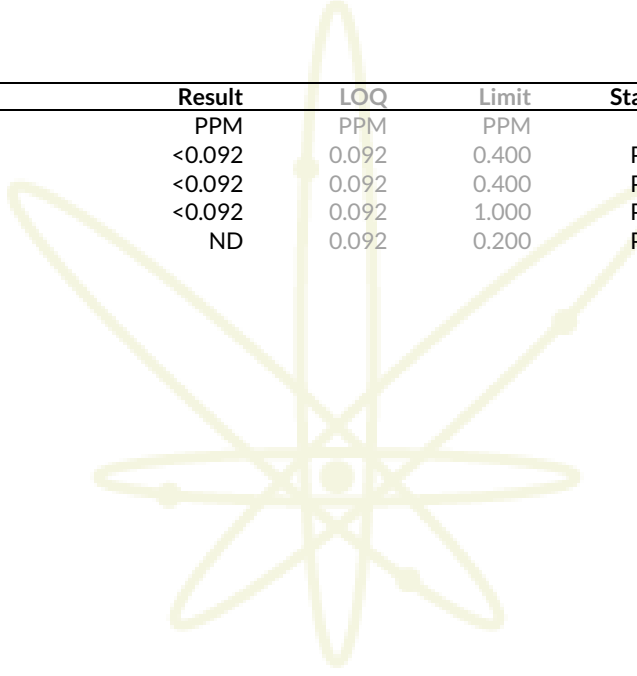 Result LOQ Limit Sta
PPM PPM PPM
<0.092 0.092 0.400 P
<0.092 0.092 0.400 P
<0.092 0.092 1.000 P
ND 0.092 0.200 P